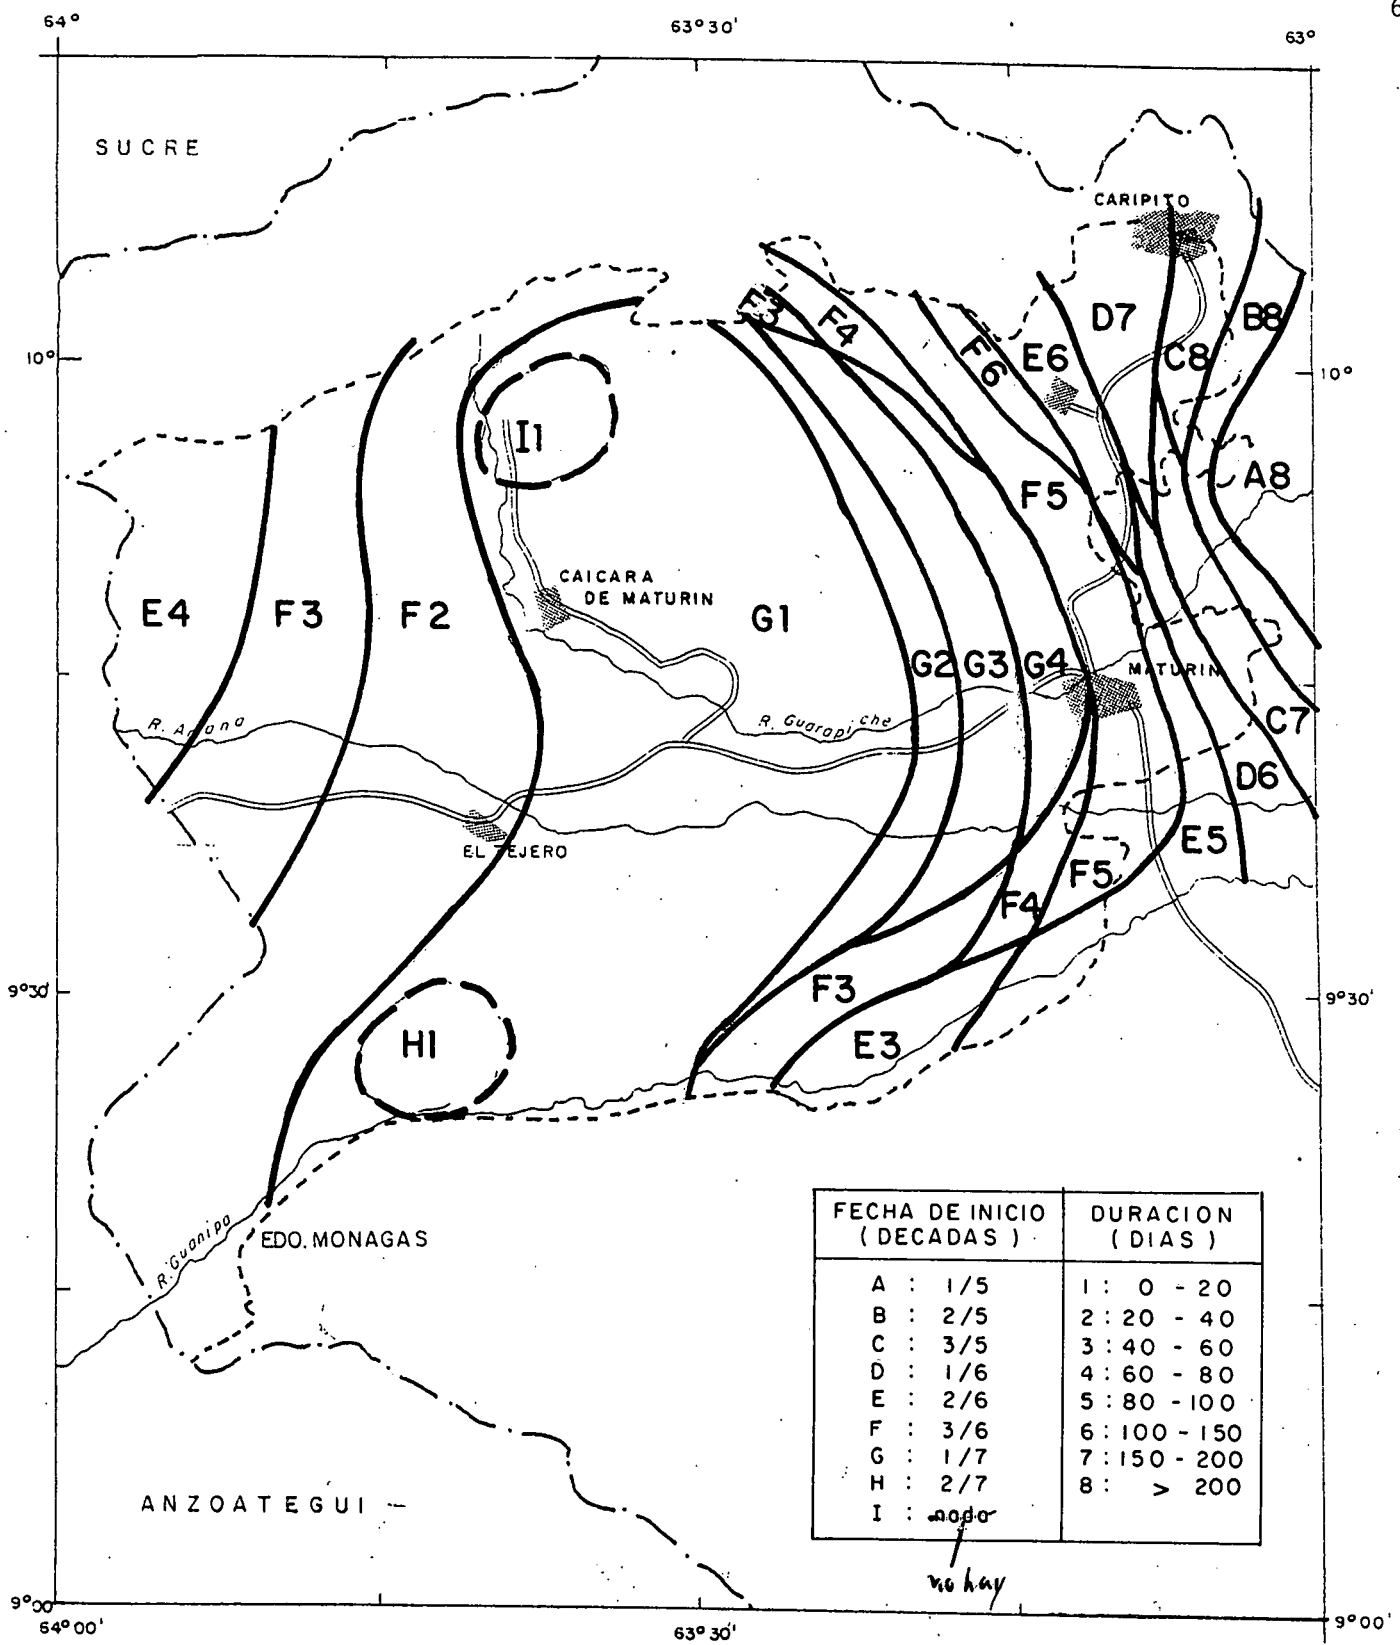 6
64°
63°30'
63°
SUCRE
CARIPITO
F3
F4
D7
B8
10°
F6
E6
C8
10°
I1
A8
F5
CAICARA
DE MATURIN
E4
F3
F2
G1
G2
G3
G4
MATURIN
R. Guarapiche
C7
D6
EL TEJERO
E5
F5
F4
9°30'
F3
9°30'
H1
E3
R. Guanipa
EDO. MONAGAS
FECHA DE INICIO
(DECADAS)
DURACION
(DIAS)
A : 1/5
1 : 0 - 20
B : 2/5
2 : 20 - 40
C : 3/5
3 : 40 - 60
D : 1/6
4 : 60 - 80
E : 2/6
5 : 80 - 100
F : 3/6
6 : 100 - 150
G : 1/7
7 : 150 - 200
H : 2/7
8 : > 200
I : nada
no hay
ANZOATEGUI
9°00'
64°00'
63°30'
9°00'